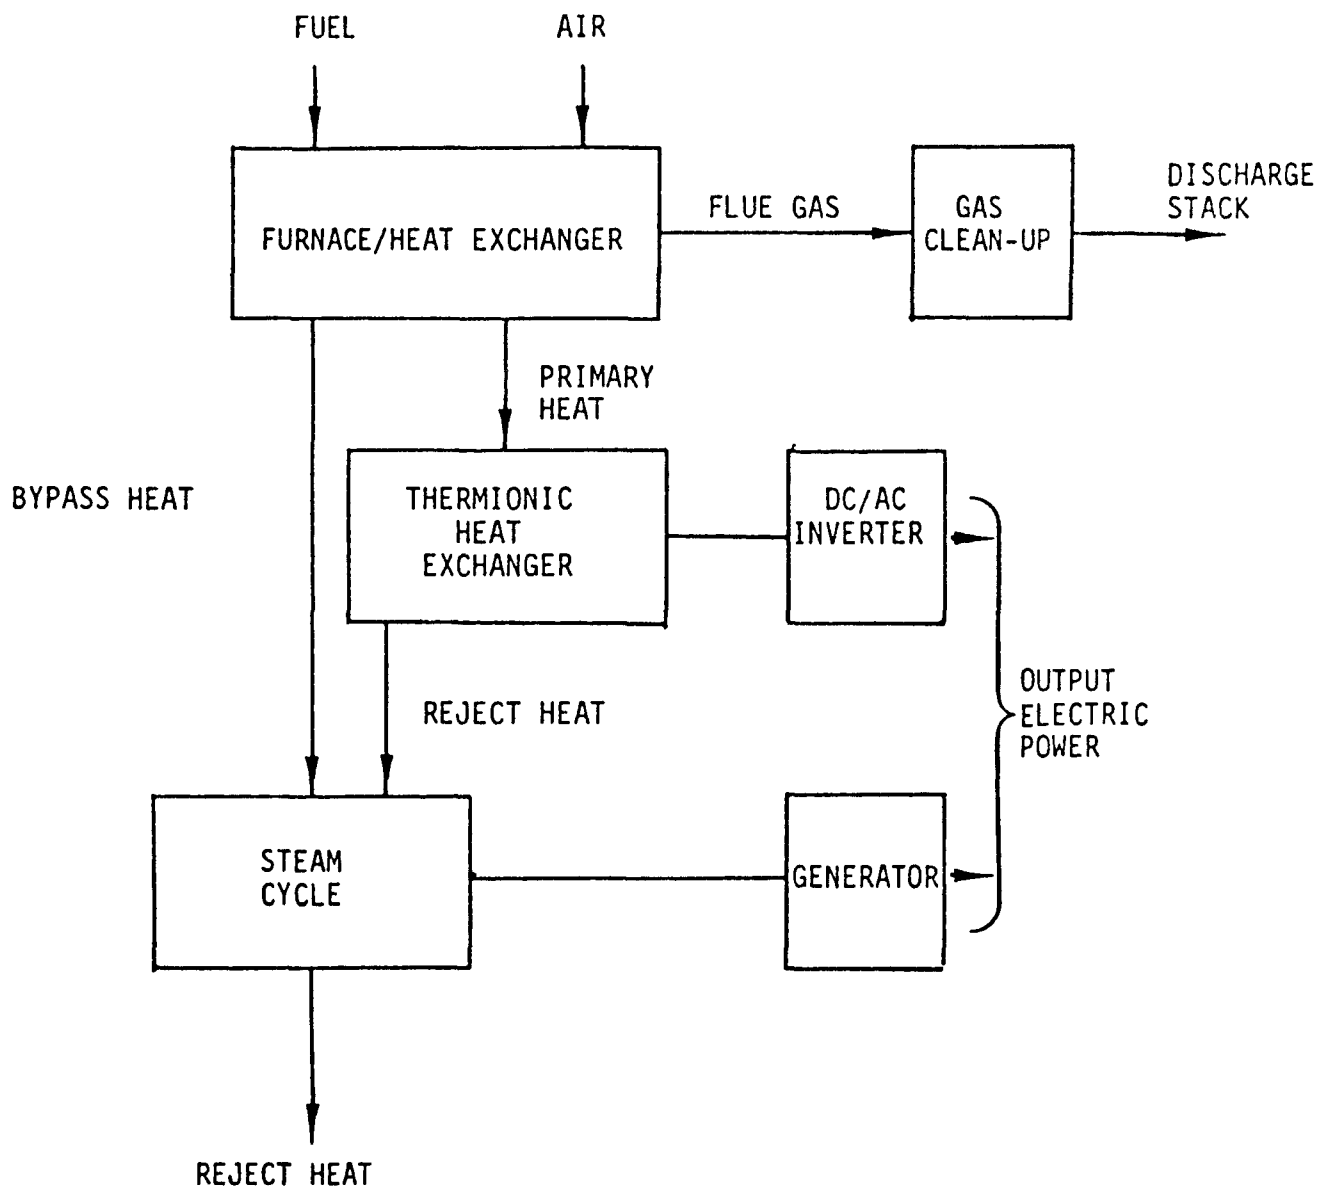 FUEL
AIR
FURNACE/HEAT EXCHANGER
FLUE GAS
GAS
CLEAN-UP
DISCHARGE
STACK
PRIMARY
HEAT
BYPASS HEAT
THERMIONIC
HEAT
EXCHANGER
DC/AC
INVERTER
REJECT HEAT
OUTPUT
ELECTRIC
POWER
STEAM
CYCLE
GENERATOR
REJECT HEAT